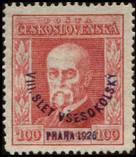 POŠTA
ČESKOSLOVENSKÁ
VIII. SLET VŠESOKOLSKÝ
PRAHA 1926
100 100